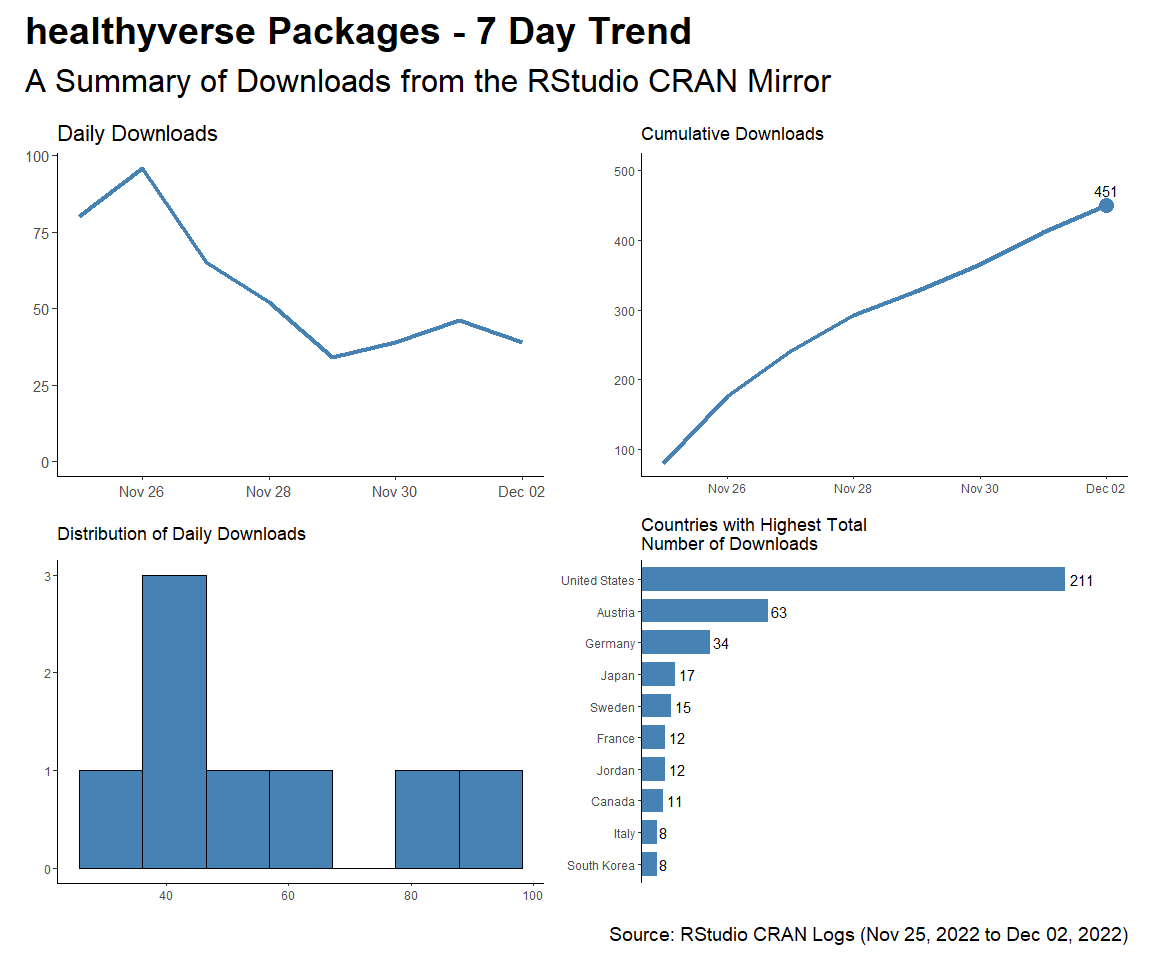 healthyverse Packages - 7 Day Trend
A Summary of Downloads from the RStudio CRAN Mirror
Daily Downloads
100
75
50
25
0
Nov 26 Nov 28 Nov 30 Dec 02
Cumulative Downloads
500
400
300
200
100
451
Nov 26 Nov 28 Nov 30 Dec 02
Distribution of Daily Downloads
3
2
1
0
40 60 80 100
Countries with Highest Total
Number of Downloads
United States 211
Austria 63
Germany 34
Japan 17
Sweden 15
France 12
Jordan 12
Canada 11
Italy 8
South Korea 8
Source: RStudio CRAN Logs (Nov 25, 2022 to Dec 02, 2022)